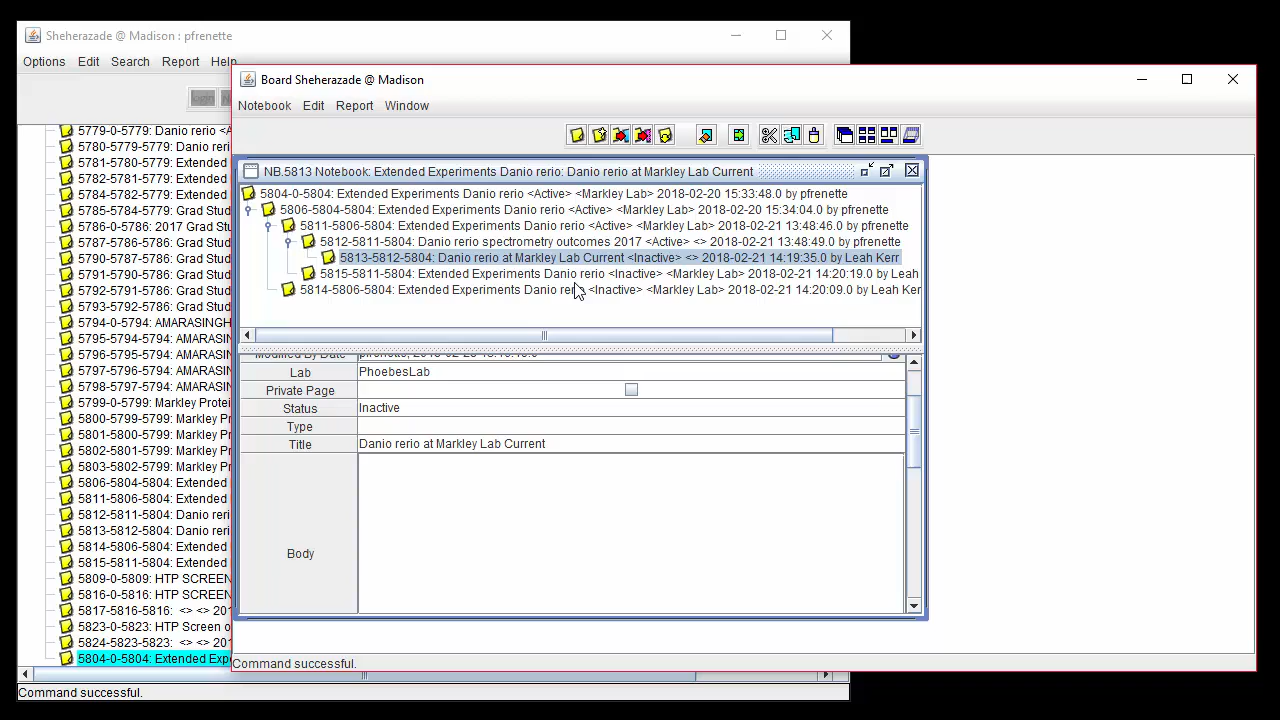 Sheherazade @ Madison : pfrenette
Options Edit Search Report Help
5779-0-5779: Danio rerio <A
5780-5779-5779: Danio rerio
5781-5780-5779: Extended
5782-5779-5779: Extended
5784-5782-5779: Extended
5785-5784-5779: Grad Stud
5786-0-5786: 2017 Grad Stu
5787-5786-5786: Grad Stud
5790-5787-5786: Grad Stud
5792-5790-5786: Grad Stud
5793-5792-5786: Grad Stud
5794-0-5794: AMARASINGH
5795-5794-5794: AMARASIN
5796-5795-5794: AMARASIN
5797-5796-5794: AMARASIN
5798-5797-5794: AMARASIN
5799-0-5799: Markley Protei
5800-5799-5799: Markley Pr
5801-5800-5799: Markley Pr
5802-5801-5799: Markley Pr
5803-5802-5799: Markley Pr
5806-5804-5804: Extended
5811-5806-5804: Extended
5812-5811-5804: Danio reri
5813-5812-5804: Danio reri
5814-5806-5804: Extended
5815-5811-5804: Extended
5809-0-5809: HTP SCREEN
5816-0-5816: HTP SCREEN
5817-5816-5816: <> <> 201
5823-0-5823: HTP Screen o
5824-5823-5823: <> <> 201
5804-0-5804: Extended Exp
Command successful.
Board Sheherazade @ Madison
Notebook Edit Report Window
NB.5813 Notebook: Extended Experiments Danio rerio: Danio rerio at Markley Lab Current
5804-0-5804: Extended Experiments Danio rerio <Active> <Markley Lab> 2018-02-20 15:33:48.0 by pfrenette
5806-5804-5804: Extended Experiments Danio rerio <Active> <Markley Lab> 2018-02-20 15:34:04.0 by pfrenette
5811-5806-5804: Extended Experiments Danio rerio <Active> <Markley Lab> 2018-02-21 13:48:46.0 by pfrenette
5812-5811-5804: Danio rerio spectrometry outcomes 2017 <Active> <> 2018-02-21 13:48:49.0 by pfrenette
5813-5812-5804: Danio rerio at Markley Lab Current <Inactive> <> 2018-02-21 14:19:35.0 by Leah Kerr
5815-5811-5804: Extended Experiments Danio rerio <Inactive> <Markley Lab> 2018-02-21 14:20:19.0 by Leah
5814-5806-5804: Extended Experiments Danio rerio <Inactive> <Markley Lab> 2018-02-21 14:20:09.0 by Leah Kerr
Modified By Date
Lab PhoebesLab
Private Page
Status Inactive
Type
Title Danio rerio at Markley Lab Current
Body
Command successful.